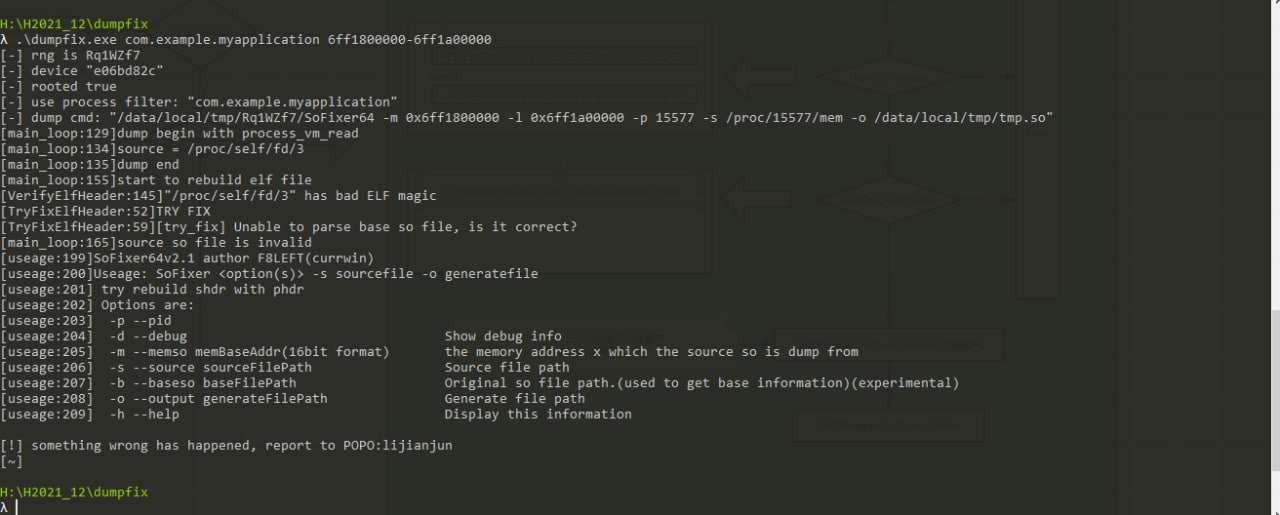 H:\H2021_12\dumpfix
λ .\dumpfix.exe com.example.myapplication 6ff1800000-6ff1a00000
[-] rng is Rq1WZf7
[-] device "e06bd82c"
[-] rooted true
[-] use process filter: "com.example.myapplication"
[-] dump cmd: "/data/local/tmp/Rq1WZf7/SoFixer64 -m 0x6ff1800000 -l 0x6ff1a00000 -p 15577 -s /proc/15577/mem -o /data/local/tmp/tmp.so"
[main_loop:129]dump begin with process_vm_read
[main_loop:134]source = /proc/self/fd/3
[main_loop:135]dump end
[main_loop:155]start to rebuild elf file
[VerifyElfHeader:145]"/proc/self/fd/3" has bad ELF magic
[TryFixElfHeader:52]TRY FIX
[TryFixElfHeader:59][try_fix] Unable to parse base so file, is it correct?
[main_loop:165]source so file is invalid
[useage:199]SoFixer64v2.1 author F8LEFT(currwin)
[useage:200]Useage: SoFixer <option(s)> -s sourcefile -o generatefile
[useage:201] try rebuild shdr with phdr
[useage:202] Options are:
[useage:203]  -p --pid
[useage:204]  -d --debug                              Show debug info
[useage:205]  -m --memso memBaseAddr(16bit format)       the memory address x which the source so is dump from
[useage:206]  -s --source sourceFilePath                 Source file path
[useage:207]  -b --baseso baseFilePath                   Original so file path.(used to get base information)(experimental)
[useage:208]  -o --output generateFilePath               Generate file path
[useage:209]  -h --help                                  Display this information
[!] something wrong has happened, report to POPO:lijianjun
[~]
H:\H2021_12\dumpfix
λ